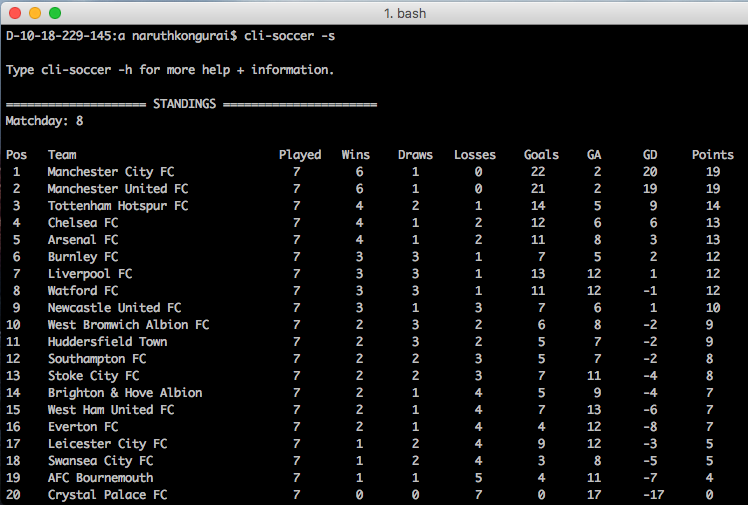 1. bash
D-10-18-229-145:a naruthkongurai$ cli-soccer -s
Type cli-soccer -h for more help + information.
==================== STANDINGS ======================
Matchday: 8
Pos Team Played Wins Draws Losses Goals GA GD Points
1 Manchester City FC 7 6 1 0 22 2 20 19
2 Manchester United FC 7 6 1 0 21 2 19 19
3 Tottenham Hotspur FC 7 4 2 1 14 5 9 14
4 Chelsea FC 7 4 1 2 12 6 6 13
5 Arsenal FC 7 4 1 2 11 8 3 13
6 Burnley FC 7 3 3 1 7 5 2 12
7 Liverpool FC 7 3 3 1 13 12 1 12
8 Watford FC 7 3 3 1 11 12 -1 12
9 Newcastle United FC 7 3 1 3 7 6 1 10
10 West Bromwich Albion FC 7 2 3 2 6 8 -2 9
11 Huddersfield Town 7 2 3 2 5 7 -2 9
12 Southampton FC 7 2 2 3 5 7 -2 8
13 Stoke City FC 7 2 2 3 7 11 -4 8
14 Brighton & Hove Albion 7 2 1 4 5 9 -4 7
15 West Ham United FC 7 2 1 4 7 13 -6 7
16 Everton FC 7 2 1 4 4 12 -8 7
17 Leicester City FC 7 1 2 4 9 12 -3 5
18 Swansea City FC 7 1 2 4 3 8 -5 5
19 AFC Bournemouth 7 1 1 5 4 11 -7 4
20 Crystal Palace FC 7 0 0 7 0 17 -17 0